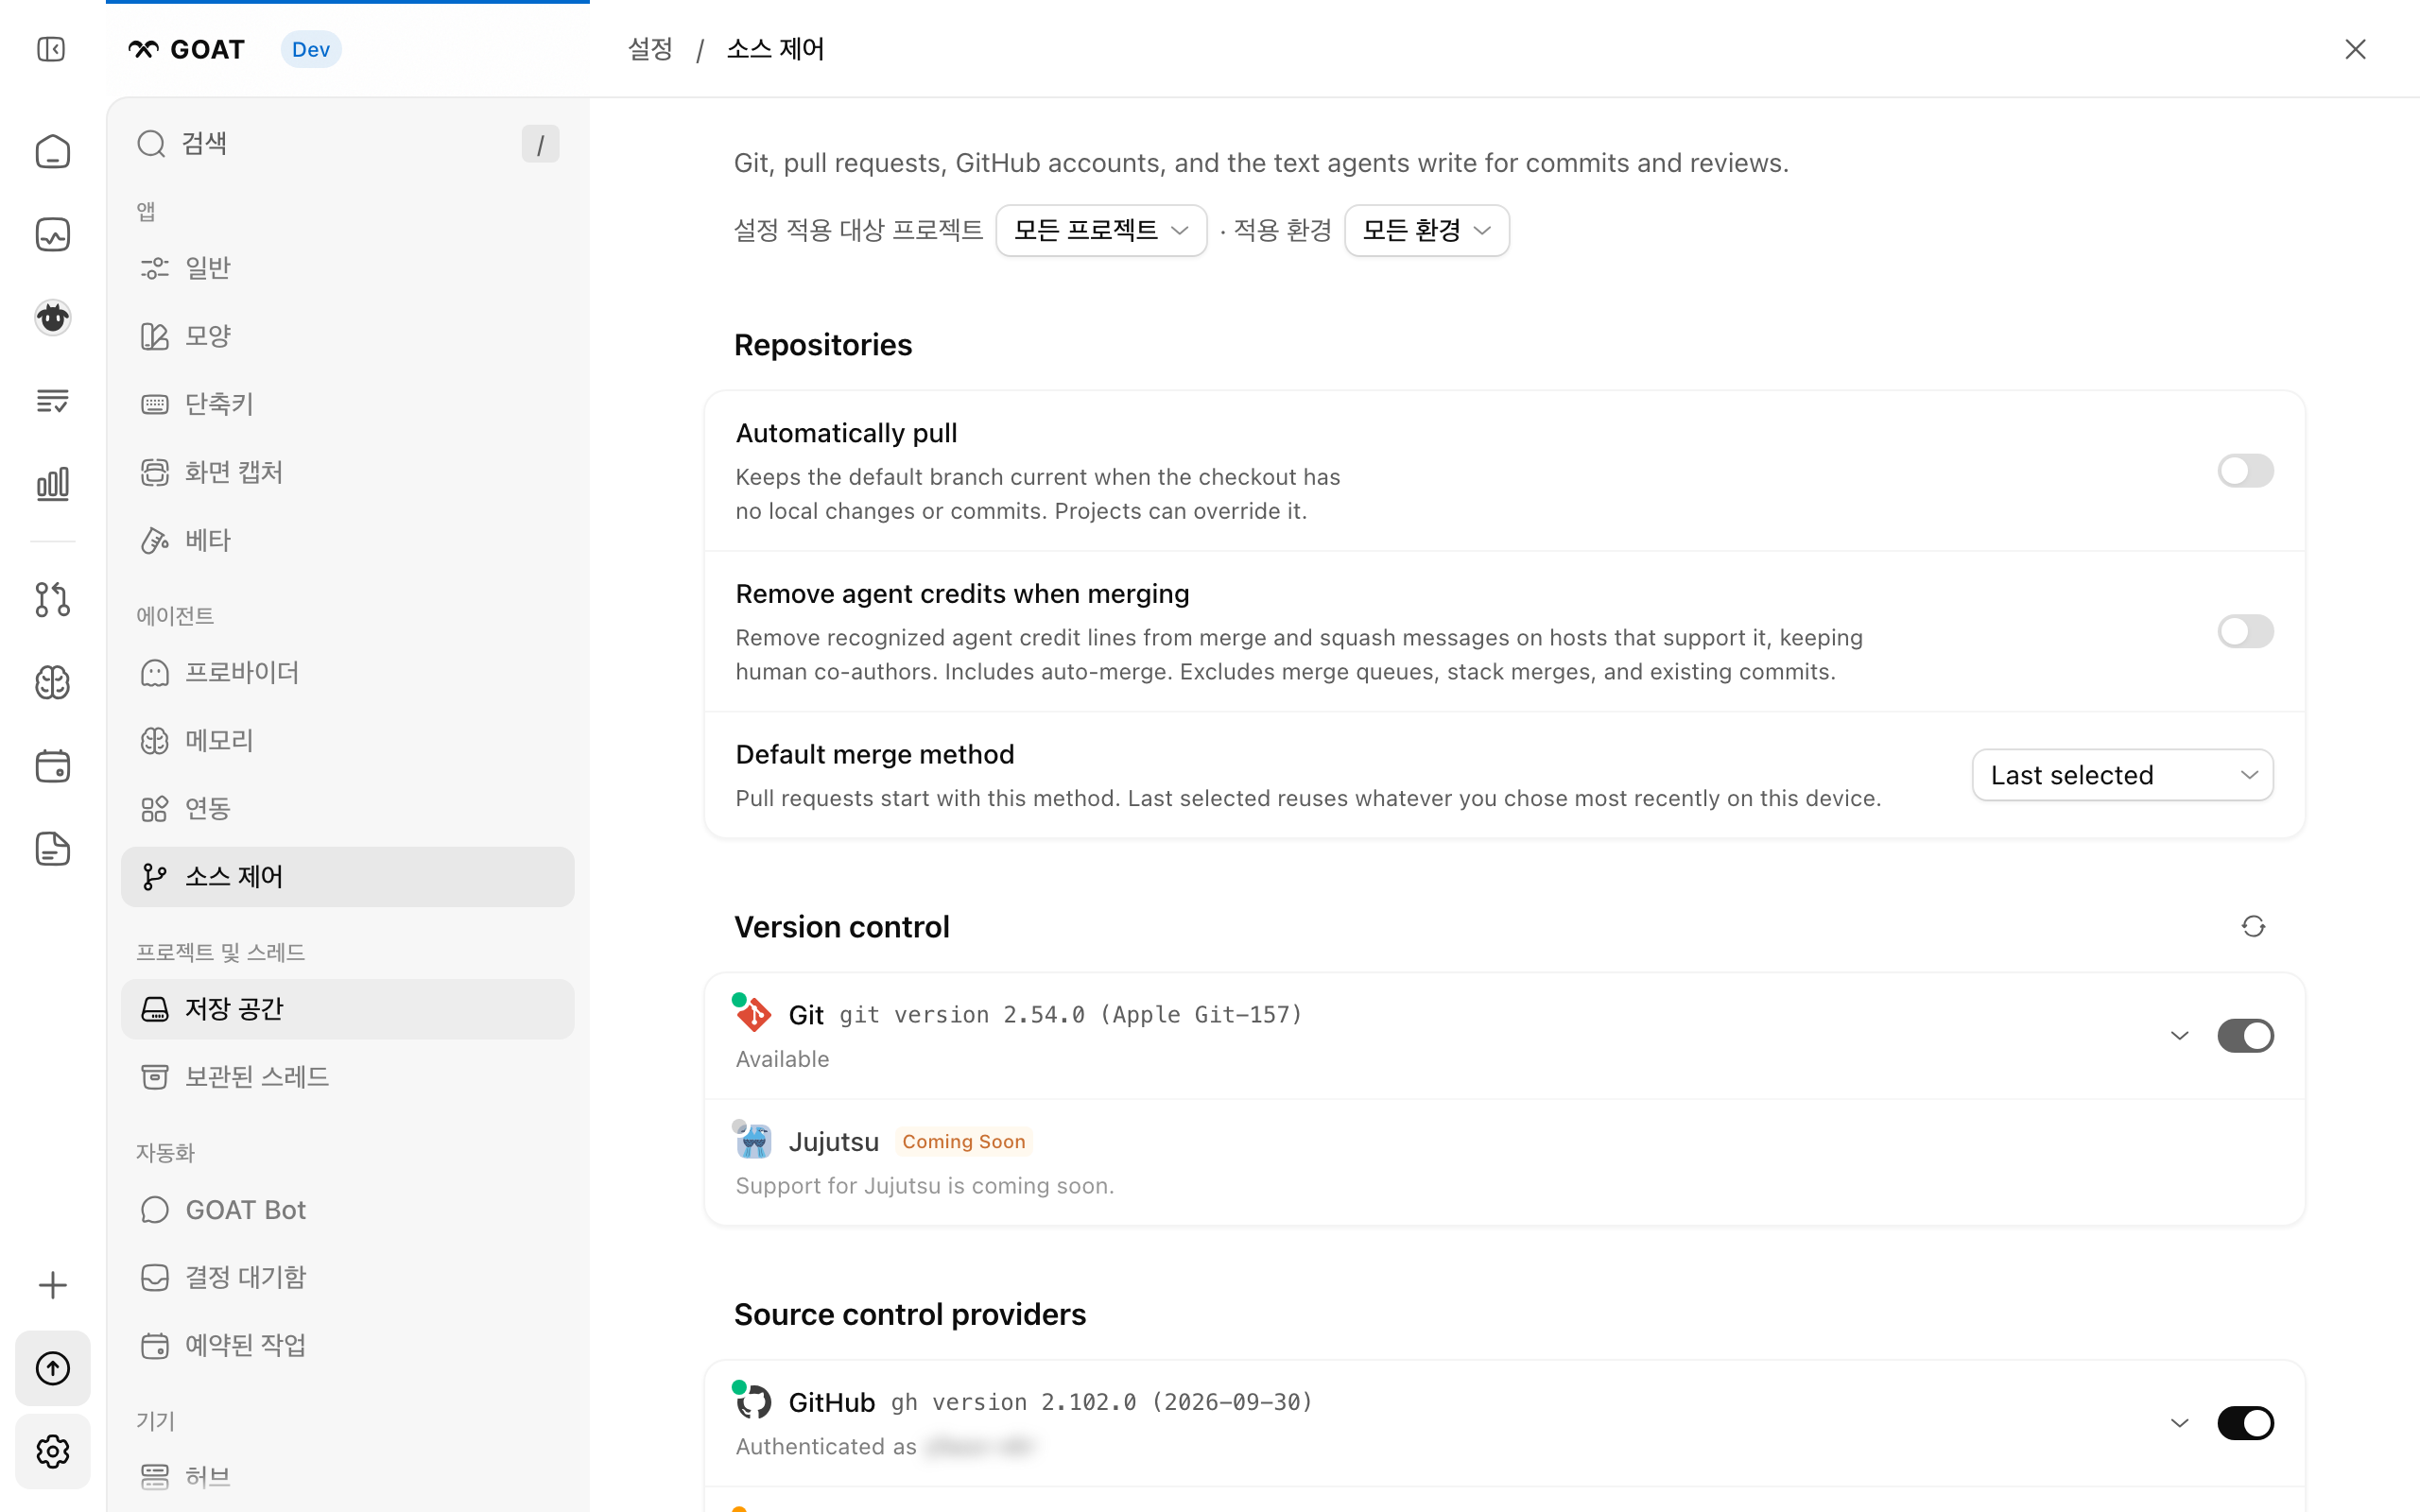 GOAT
Dev
설정 / 소스 제어
검색
/
앱
일반
모양
단축키
화면 캡처
베타
에이전트
프로바이더
메모리
연동
소스 제어
프로젝트 및 스레드
저장 공간
보관된 스레드
자동화
GOAT Bot
결정 대기함
예약된 작업
기기
허브
Git, pull requests, GitHub accounts, and the text agents write for commits and reviews.
설정 적용 대상 프로젝트 모든 프로젝트 · 적용 환경 모든 환경
Repositories
Automatically pull
Keeps the default branch current when the checkout has
no local changes or commits. Projects can override it.
Remove agent credits when merging
Remove recognized agent credit lines from merge and squash messages on hosts that support it, keeping
human co-authors. Includes auto-merge. Excludes merge queues, stack merges, and existing commits.
Default merge method
Pull requests start with this method. Last selected reuses whatever you chose most recently on this device.
Last selected
Version control
Git git version 2.54.0 (Apple Git-157)
Available
Jujutsu Coming Soon
Support for Jujutsu is coming soon.
Source control providers
GitHub gh version 2.102.0 (2026-09-30)
Authenticated as